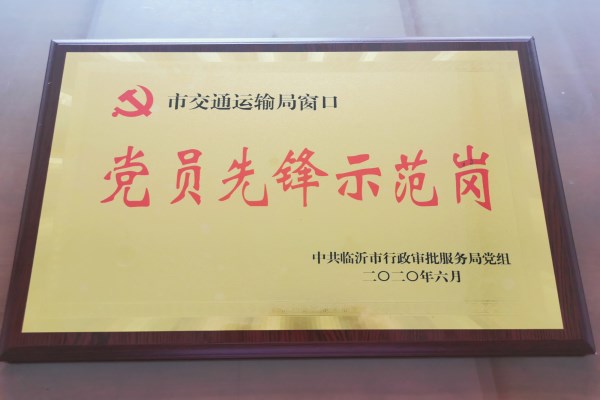 市交通运输局窗口
党员先锋示范岗
中共临沂市行政审批服务局党组
二〇二〇年六月